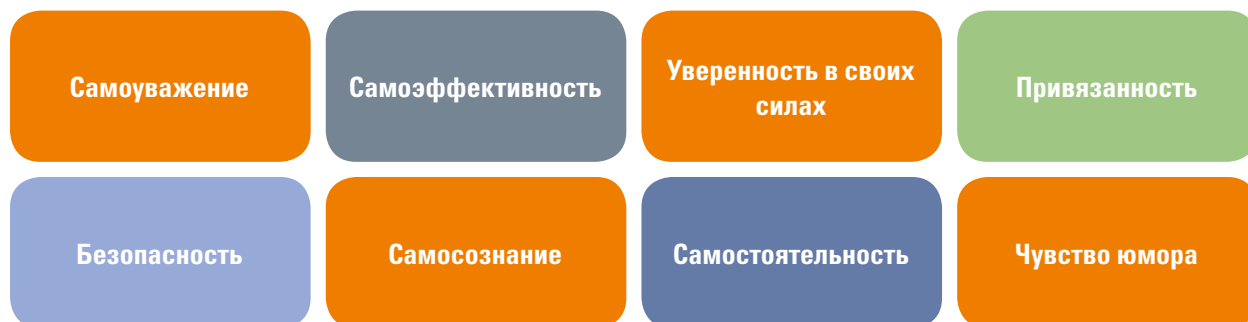 Самоуважение
Самоэффективность
Уверенность в своих
силах
Привязанность
Безопасность
Самосознание
Самостоятельность
Чувство юмора